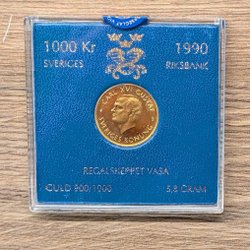 1000 Kr 1990
SVERIGES RIKSBANK
CARL XVI GUSTAF
SVERIGES KONUNG
REGALSKEPPET VASA
GULD 900/1000 5,8 GRAM